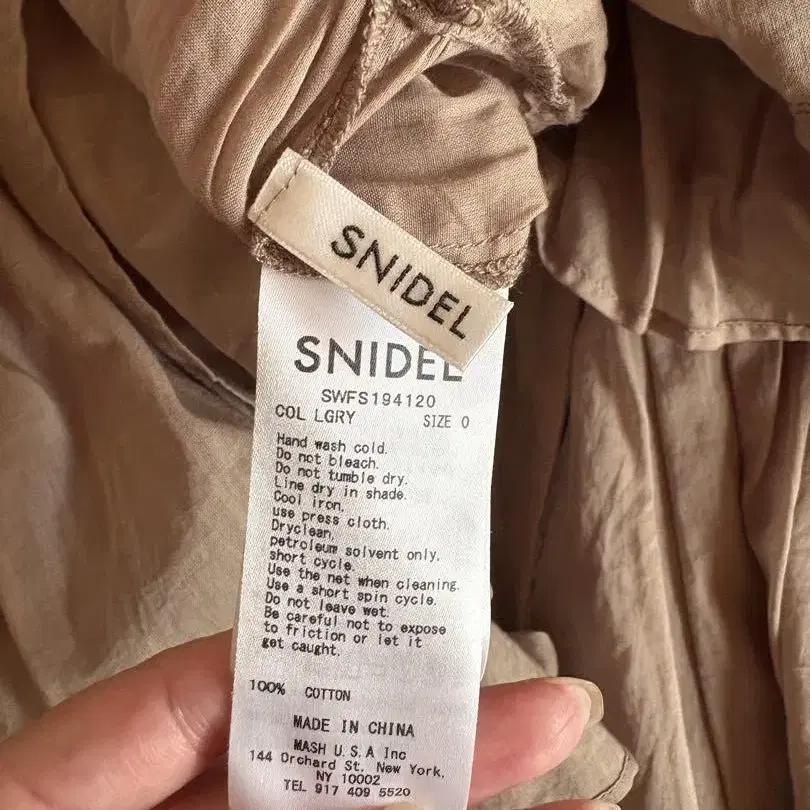 SNIDEL
SNIDEL
SWFS194120
COL LGRY SIZE 0
Hand wash cold.
Do not bleach.
Do not tumble dry.
Line dry in shade.
Cool iron.
use press cloth.
Dryclean.
petroleum solvent only.
short cycle.
Use the net when cleaning.
Use a short spin cycle.
Do not leave wet.
Be careful not to expose
to friction or let it
get caught.
100% COTTON
MADE IN CHINA
MASH U.S.A Inc
144 Orchard St. New York,
NY 10002
TEL 917 409 5520